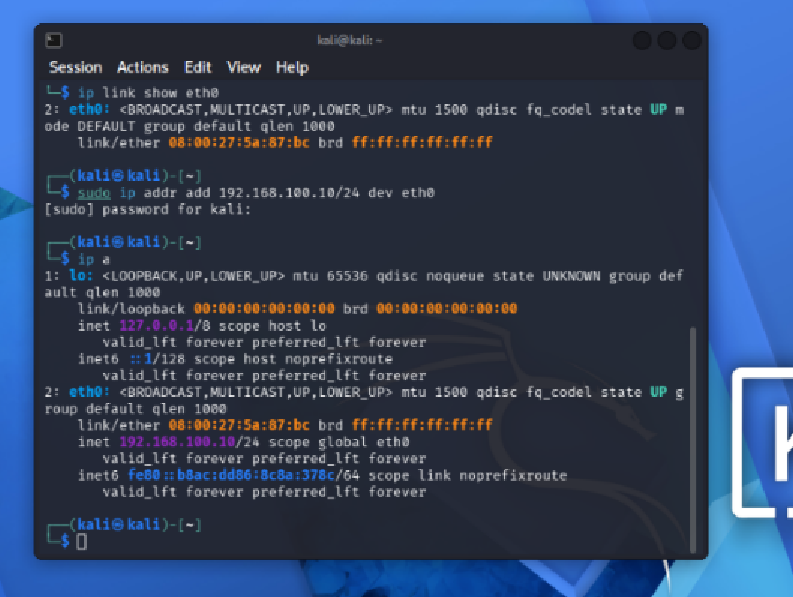 kali@kali: ~
Session Actions Edit View Help
└─$ ip link show eth0
2: eth0: <BROADCAST,MULTICAST,UP,LOWER_UP> mtu 1500 qdisc fq_codel state UP m
ode DEFAULT group default qlen 1000
    link/ether 08:00:27:5a:87:bc brd ff:ff:ff:ff:ff:ff
┌──(kali㉿kali)-[~]
└─$ sudo ip addr add 192.168.100.10/24 dev eth0
[sudo] password for kali:
┌──(kali㉿kali)-[~]
└─$ ip a
1: lo: <LOOPBACK,UP,LOWER_UP> mtu 65536 qdisc noqueue state UNKNOWN group def
ault qlen 1000
    link/loopback 00:00:00:00:00:00 brd 00:00:00:00:00:00
    inet 127.0.0.1/8 scope host lo
       valid_lft forever preferred_lft forever
    inet6 ::1/128 scope host noprefixroute
       valid_lft forever preferred_lft forever
2: eth0: <BROADCAST,MULTICAST,UP,LOWER_UP> mtu 1500 qdisc fq_codel state UP g
roup default qlen 1000
    link/ether 08:00:27:5a:87:bc brd ff:ff:ff:ff:ff:ff
    inet 192.168.100.10/24 scope global eth0
       valid_lft forever preferred_lft forever
    inet6 fe80::b8ac:dd86:8c8a:378c/64 scope link noprefixroute
       valid_lft forever preferred_lft forever
┌──(kali㉿kali)-[~]
└─$